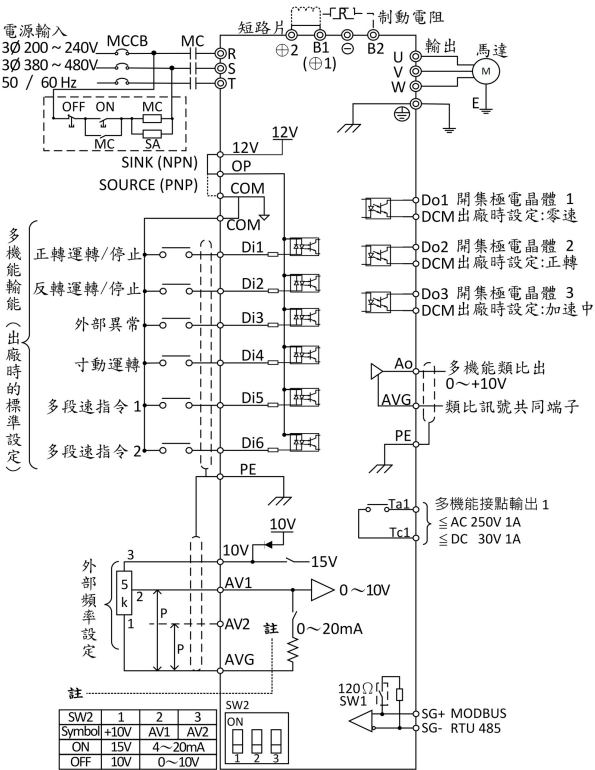 電源輸入
3Ø 200～240V
3Ø 380～480V
50 / 60 Hz
MCCB
MC
R
S
T
OFF
ON
MC
MC
SA
短路片
制動電阻
R
⊕2
B1
(⊕1)
⊖
B2
U
V
W
輸出
馬達
M
E
12V
SINK (NPN)
12V
OP
SOURCE (PNP)
COM
COM
多機能輸能(出廠時的標準設定)
正轉運轉/停止
Di1
反轉運轉/停止
Di2
外部異常
Di3
寸動運轉
Di4
多段速指令 1
Di5
多段速指令 2
Di6
PE
Do1 開集極電晶體 1
DCM出廠時設定:零速
Do2 開集極電晶體 2
DCM出廠時設定:正轉
Do3 開集極電晶體 3
DCM出廠時設定:加速中
Ao
多機能類比出
0～+10V
AVG
類比訊號共同端子
PE
Ta1
Tc1
多機能接點輸出 1
≦ AC 250V 1A
≦ DC 30V 1A
外部頻率設定
3
5k
2
1
P
P
10V
10V
15V
AV1
0～10V
AV2
註
0～20mA
AVG
註
SW2 1 2 3
Symbol +10V AV1 AV2
ON 15V 4～20mA
OFF 10V 0～10V
SW2
ON
1 2 3
120Ω
SW1
SG+ MODBUS
SG- RTU 485